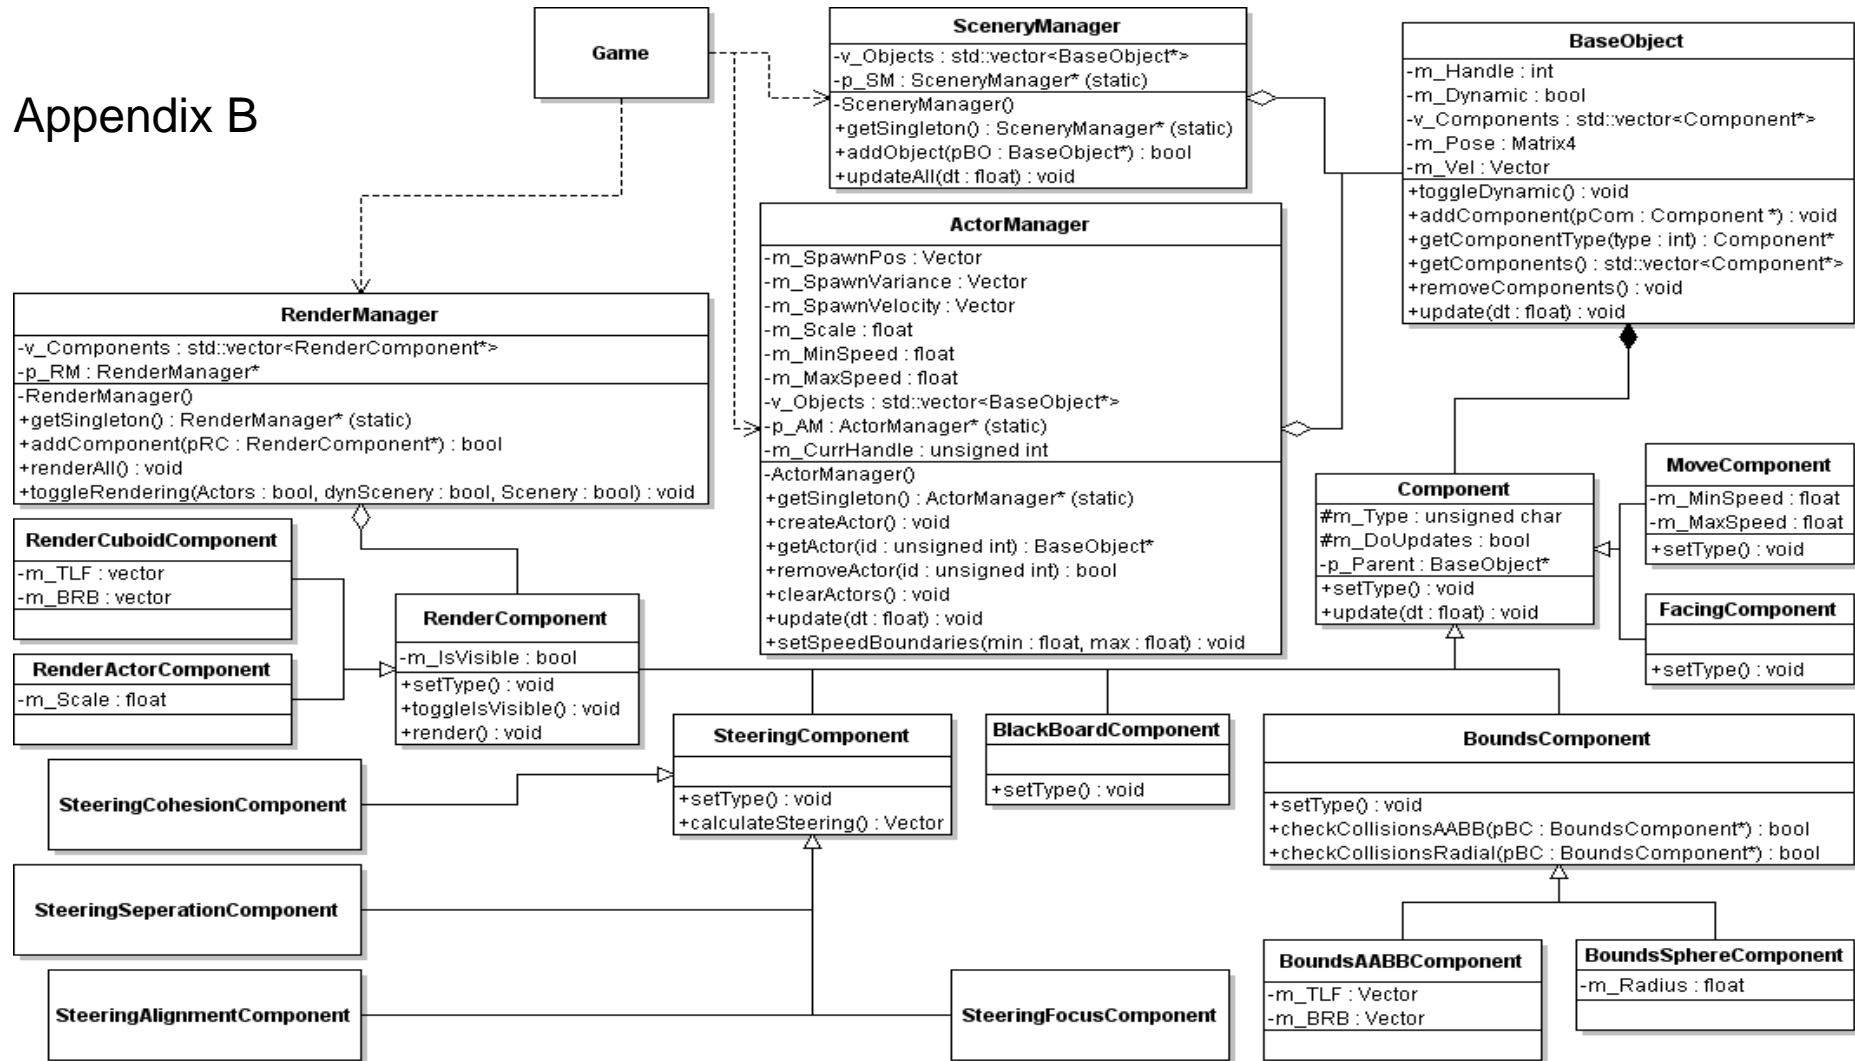 Appendix B
Game
SceneryManager
-v_Objects : std::vector<BaseObject*>
-p_SM : SceneryManager* (static)
-SceneryManager()
+getSingleton() : SceneryManager* (static)
+addObject(pBO : BaseObject*) : bool
+updateAll(dt : float) : void
BaseObject
-m_Handle : int
-m_Dynamic : bool
-v_Components : std::vector<Component*>
-m_Pose : Matrix4
-m_Vel : Vector
+toggleDynamic() : void
+addComponent(pCom : Component *) : void
+getComponentType(type : int) : Component*
+getComponents() : std::vector<Component*>
+removeComponents() : void
+update(dt : float) : void
ActorManager
-m_SpawnPos : Vector
-m_SpawnVariance : Vector
-m_SpawnVelocity : Vector
-m_Scale : float
-m_MinSpeed : float
-m_MaxSpeed : float
-v_Objects : std::vector<BaseObject*>
-p_AM : ActorManager* (static)
-m_CurrHandle : unsigned int
-ActorManager()
+getSingleton() : ActorManager* (static)
+createActor() : void
+getActor(id : unsigned int) : BaseObject*
+removeActor(id : unsigned int) : bool
+clearActors() : void
+update(dt : float) : void
+setSpeedBoundaries(min : float, max : float) : void
RenderManager
-v_Components : std::vector<RenderComponent*>
-p_RM : RenderManager*
-RenderManager()
+getSingleton() : RenderManager* (static)
+addComponent(pRC : RenderComponent*) : bool
+renderAll() : void
+toggleRendering(Actors : bool, dynScenery : bool, Scenery : bool) : void
Component
#m_Type : unsigned char
#m_DoUpdates : bool
-p_Parent : BaseObject*
+setType() : void
+update(dt : float) : void
MoveComponent
-m_MinSpeed : float
-m_MaxSpeed : float
+setType() : void
FacingComponent
+setType() : void
RenderCuboidComponent
-m_TLF : vector
-m_BRB : vector
RenderActorComponent
-m_Scale : float
RenderComponent
-m_IsVisible : bool
+setType() : void
+toggleIsVisible() : void
+render() : void
SteeringComponent
+setType() : void
+calculateSteering() : Vector
BlackBoardComponent
+setType() : void
BoundsComponent
+setType() : void
+checkCollisionsAABB(pBC : BoundsComponent*) : bool
+checkCollisionsRadial(pBC : BoundsComponent*) : bool
SteeringCohesionComponent
SteeringSeperationComponent
SteeringAlignmentComponent
SteeringFocusComponent
BoundsAABBComponent
-m_TLF : Vector
-m_BRB : Vector
BoundsSphereComponent
-m_Radius : float